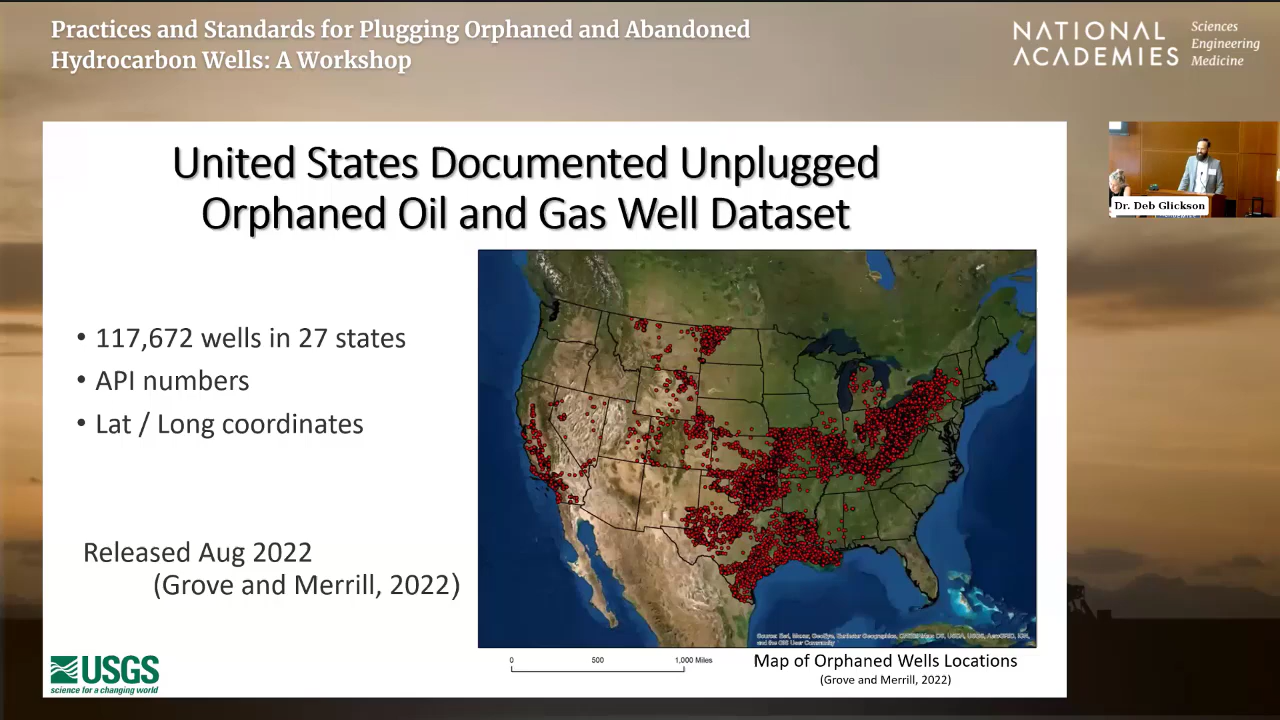 Practices and Standards for Plugging Orphaned and Abandoned
Hydrocarbon Wells: A Workshop
NATIONAL
ACADEMIES
Sciences
Engineering
Medicine
United States Documented Unplugged
Orphaned Oil and Gas Well Dataset
• 117,672 wells in 27 states
• API numbers
• Lat / Long coordinates
Released Aug 2022
(Grove and Merrill, 2022)
Dr. Deb Glickson
USGS
science for a changing world
0 500 1,000 Miles
Map of Orphaned Wells Locations
(Grove and Merrill, 2022)